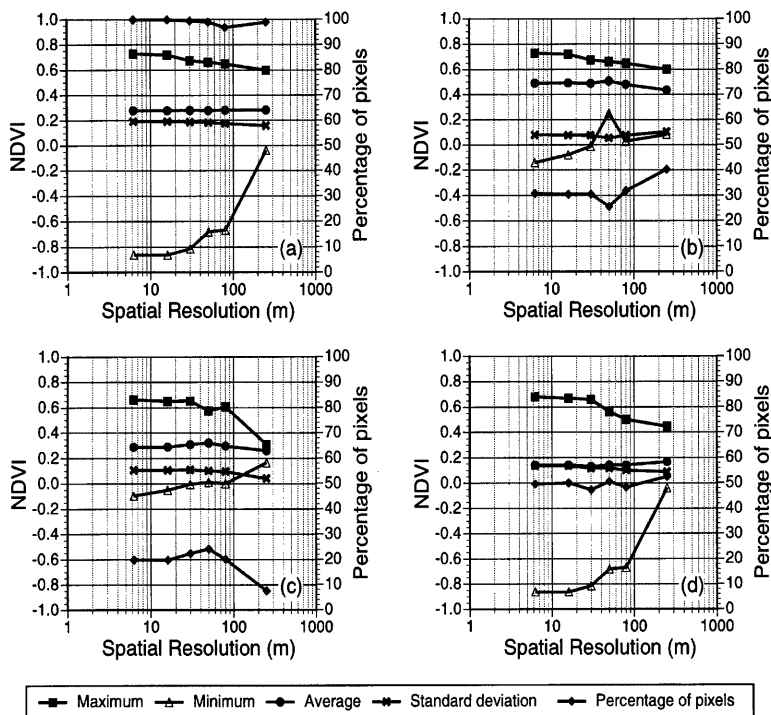 1.0 0.8 0.6 0.4 0.2 0.0 -0.2 -0.4 -0.6 -0.8 -1.0
NDVI
100 90 80 70 60 50 40 30 20 10 0
Percentage of pixels
(a)
1 10 100 1000
Spatial Resolution (m)
1.0 0.8 0.6 0.4 0.2 0.0 -0.2 -0.4 -0.6 -0.8 -1.0
NDVI
100 90 80 70 60 50 40 30 20 10 0
Percentage of pixels
(b)
1 10 100 1000
Spatial Resolution (m)
1.0 0.8 0.6 0.4 0.2 0.0 -0.2 -0.4 -0.6 -0.8 -1.0
NDVI
100 90 80 70 60 50 40 30 20 10 0
Percentage of pixels
(c)
1 10 100 1000
Spatial Resolution (m)
1.0 0.8 0.6 0.4 0.2 0.0 -0.2 -0.4 -0.6 -0.8 -1.0
NDVI
100 90 80 70 60 50 40 30 20 10 0
Percentage of pixels
(d)
1 10 100 1000
Spatial Resolution (m)
Maximum Minimum Average Standard deviation Percentage of pixels